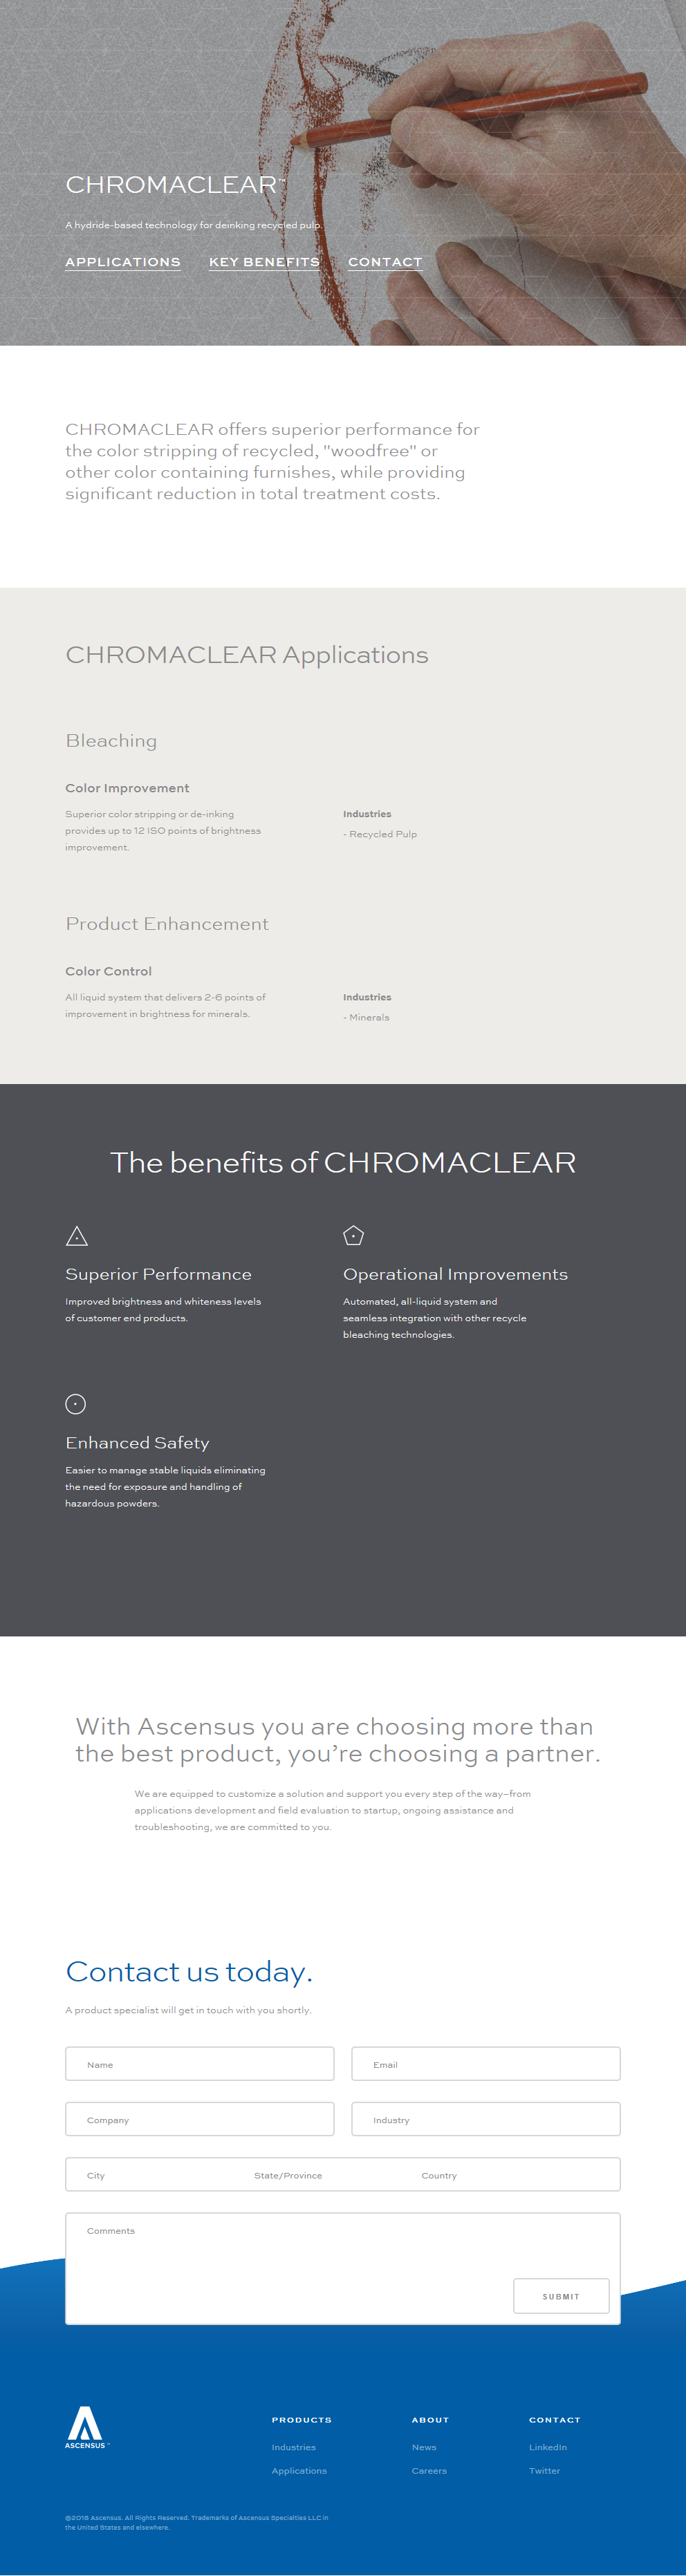 CHROMACLEAR™
A hydride-based technology for deinking recycled pulp.
APPLICATIONS KEY BENEFITS CONTACT
CHROMACLEAR offers superior performance for
the color stripping of recycled, "woodfree" or
other color containing furnishes, while providing
significant reduction in total treatment costs.
CHROMACLEAR Applications
Bleaching
Color Improvement
Superior color stripping or de-inking
provides up to 12 ISO points of brightness
improvement.
Industries
- Recycled Pulp
Product Enhancement
Color Control
All liquid system that delivers 2-6 points of
improvement in brightness for minerals.
Industries
- Minerals
The benefits of CHROMACLEAR
Superior Performance
Improved brightness and whiteness levels
of customer end products.
Operational Improvements
Automated, all-liquid system and
seamless integration with other recycle
bleaching technologies.
Enhanced Safety
Easier to manage stable liquids eliminating
the need for exposure and handling of
hazardous powders.
With Ascensus you are choosing more than
the best product, you’re choosing a partner.
We are equipped to customize a solution and support you every step of the way–from
applications development and field evaluation to startup, ongoing assistance and
troubleshooting, we are committed to you.
Contact us today.
A product specialist will get in touch with you shortly.
Name Email
Company Industry
City State/Province Country
Comments
SUBMIT
ASCENSUS™
PRODUCTS
Industries
Applications
ABOUT
News
Careers
CONTACT
LinkedIn
Twitter
©2016 Ascensus. All Rights Reserved. Trademarks of Ascensus Specialties LLC in
the United States and elsewhere.